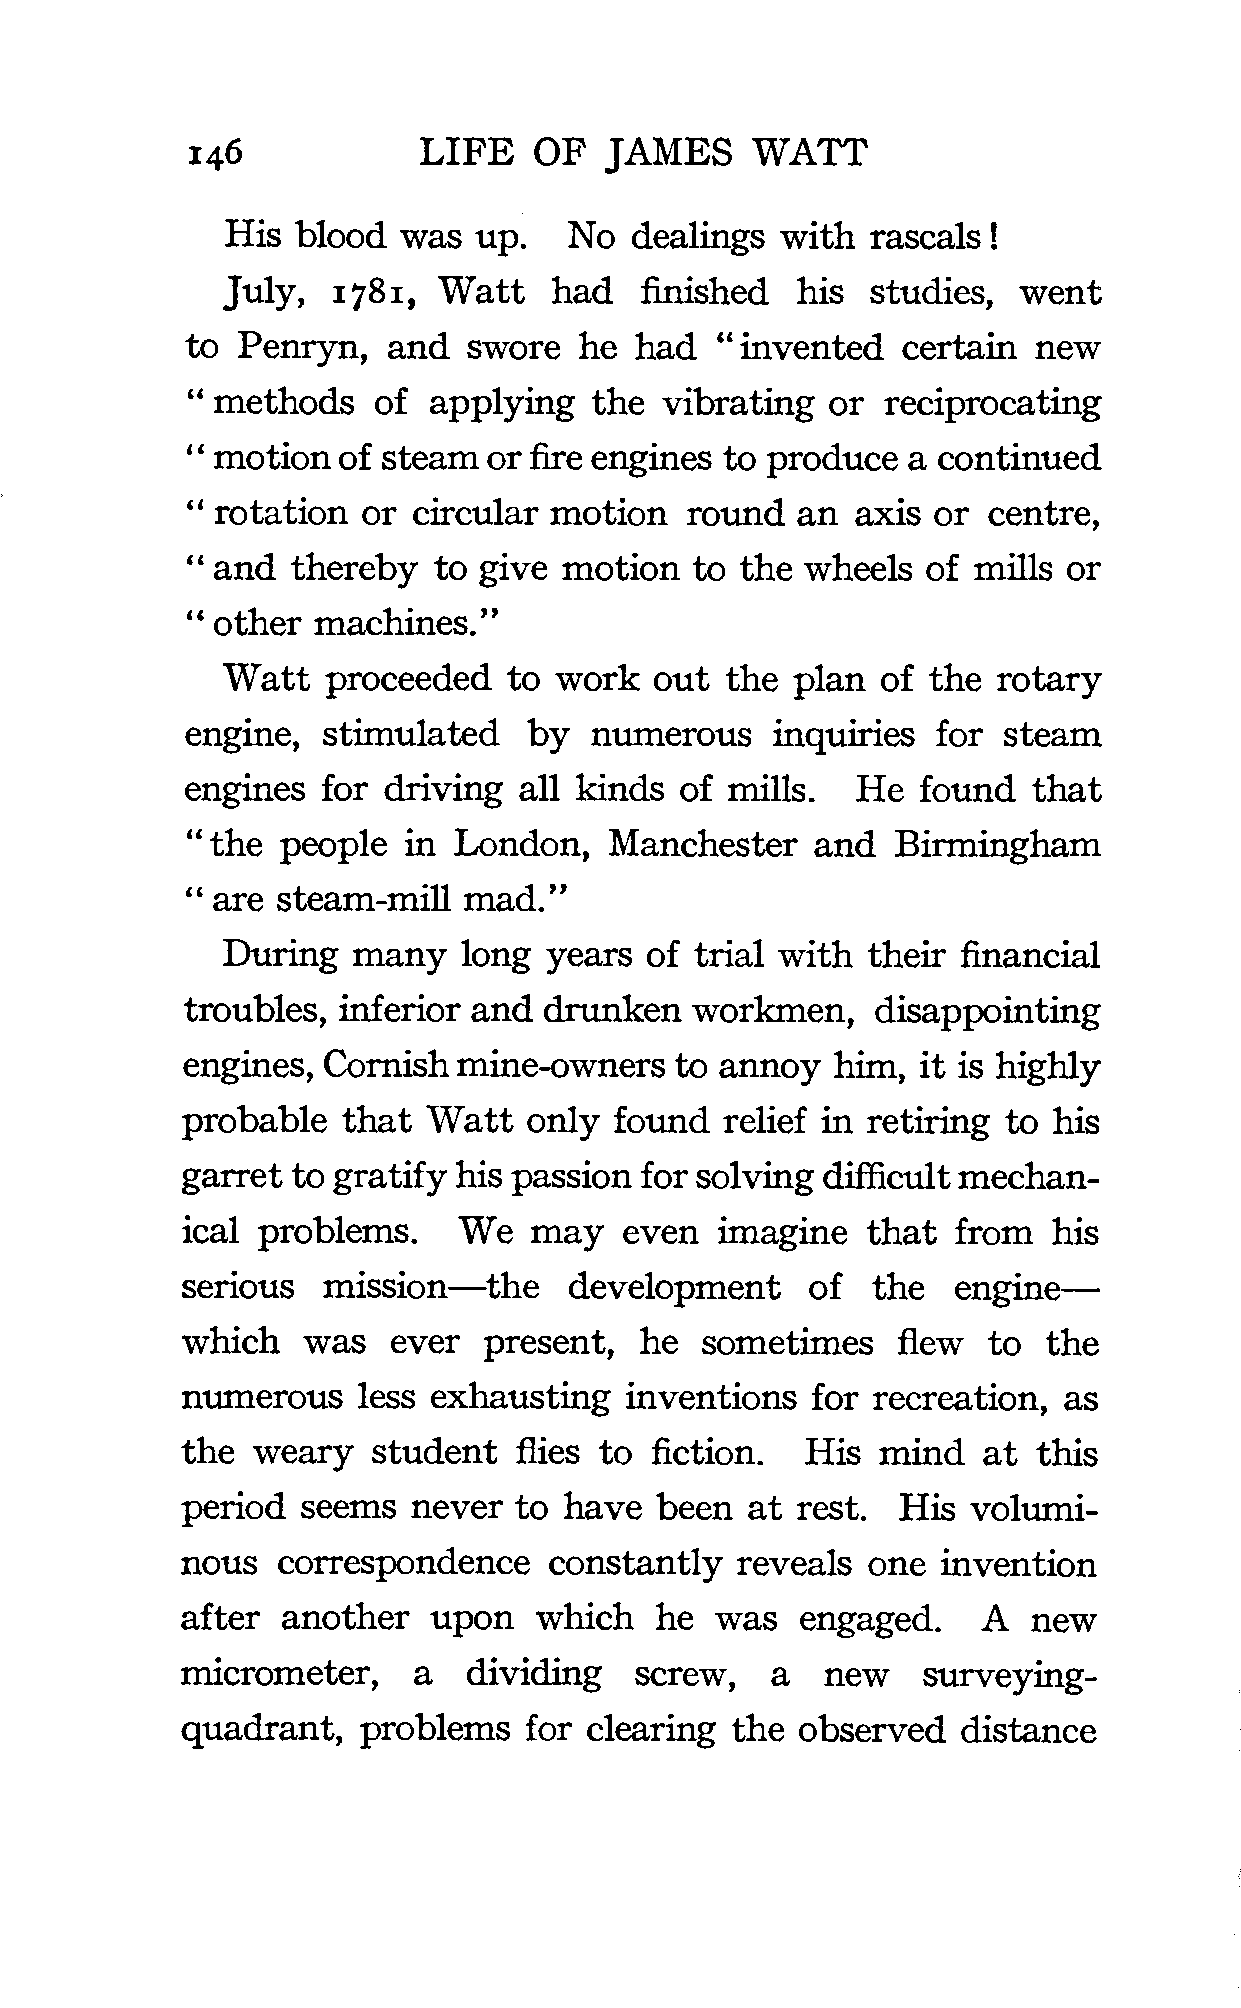 146 LIFE OF JAMES WATT
His blood was up. No dealings with rascals!
July, 1781, Watt had finished his studies, went
to Penryn, and swore he had “invented certain new
“methods of applying the vibrating or reciprocating
“motion of steam or fire engines to produce a continued
“rotation or circular motion round an axis or centre,
“and thereby to give motion to the wheels of mills or
“other machines.”
Watt proceeded to work out the plan of the rotary
engine, stimulated by numerous inquiries for steam
engines for driving all kinds of mills. He found that
“the people in London, Manchester and Birmingham
“are steam-mill mad.”
During many long years of trial with their financial
troubles, inferior and drunken workmen, disappointing
engines, Cornish mine-owners to annoy him, it is highly
probable that Watt only found relief in retiring to his
garret to gratify his passion for solving difficult mechan-
ical problems. We may even imagine that from his
serious mission—the development of the engine—
which was ever present, he sometimes flew to the
numerous less exhausting inventions for recreation, as
the weary student flies to fiction. His mind at this
period seems never to have been at rest. His volumi-
nous correspondence constantly reveals one invention
after another upon which he was engaged. A new
micrometer, a dividing screw, a new surveying-
quadrant, problems for clearing the observed distance